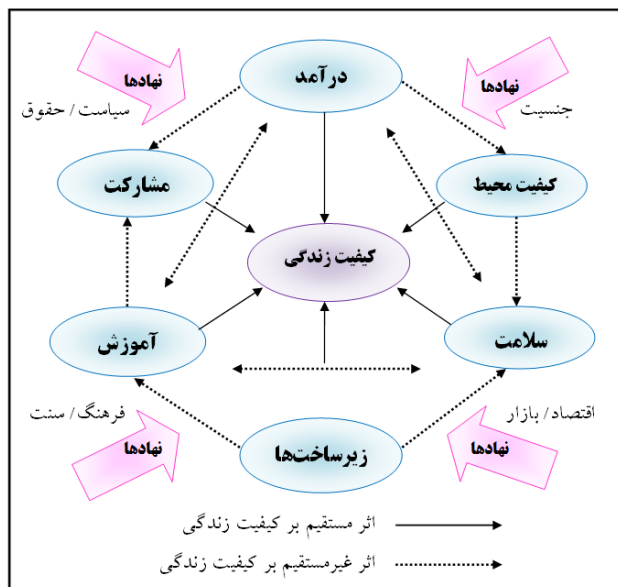 درآمد
نهادها
نهادها
جنسیت
سیاست / حقوق
مشارکت
کیفیت محیط
کیفیت زندگی
آموزش
سلامت
فرهنگ / سنت
اقتصاد / بازار
نهادها
زیرساخت‌ها
نهادها
اثر مستقیم بر کیفیت زندگی
اثر غیرمستقیم بر کیفیت زندگی